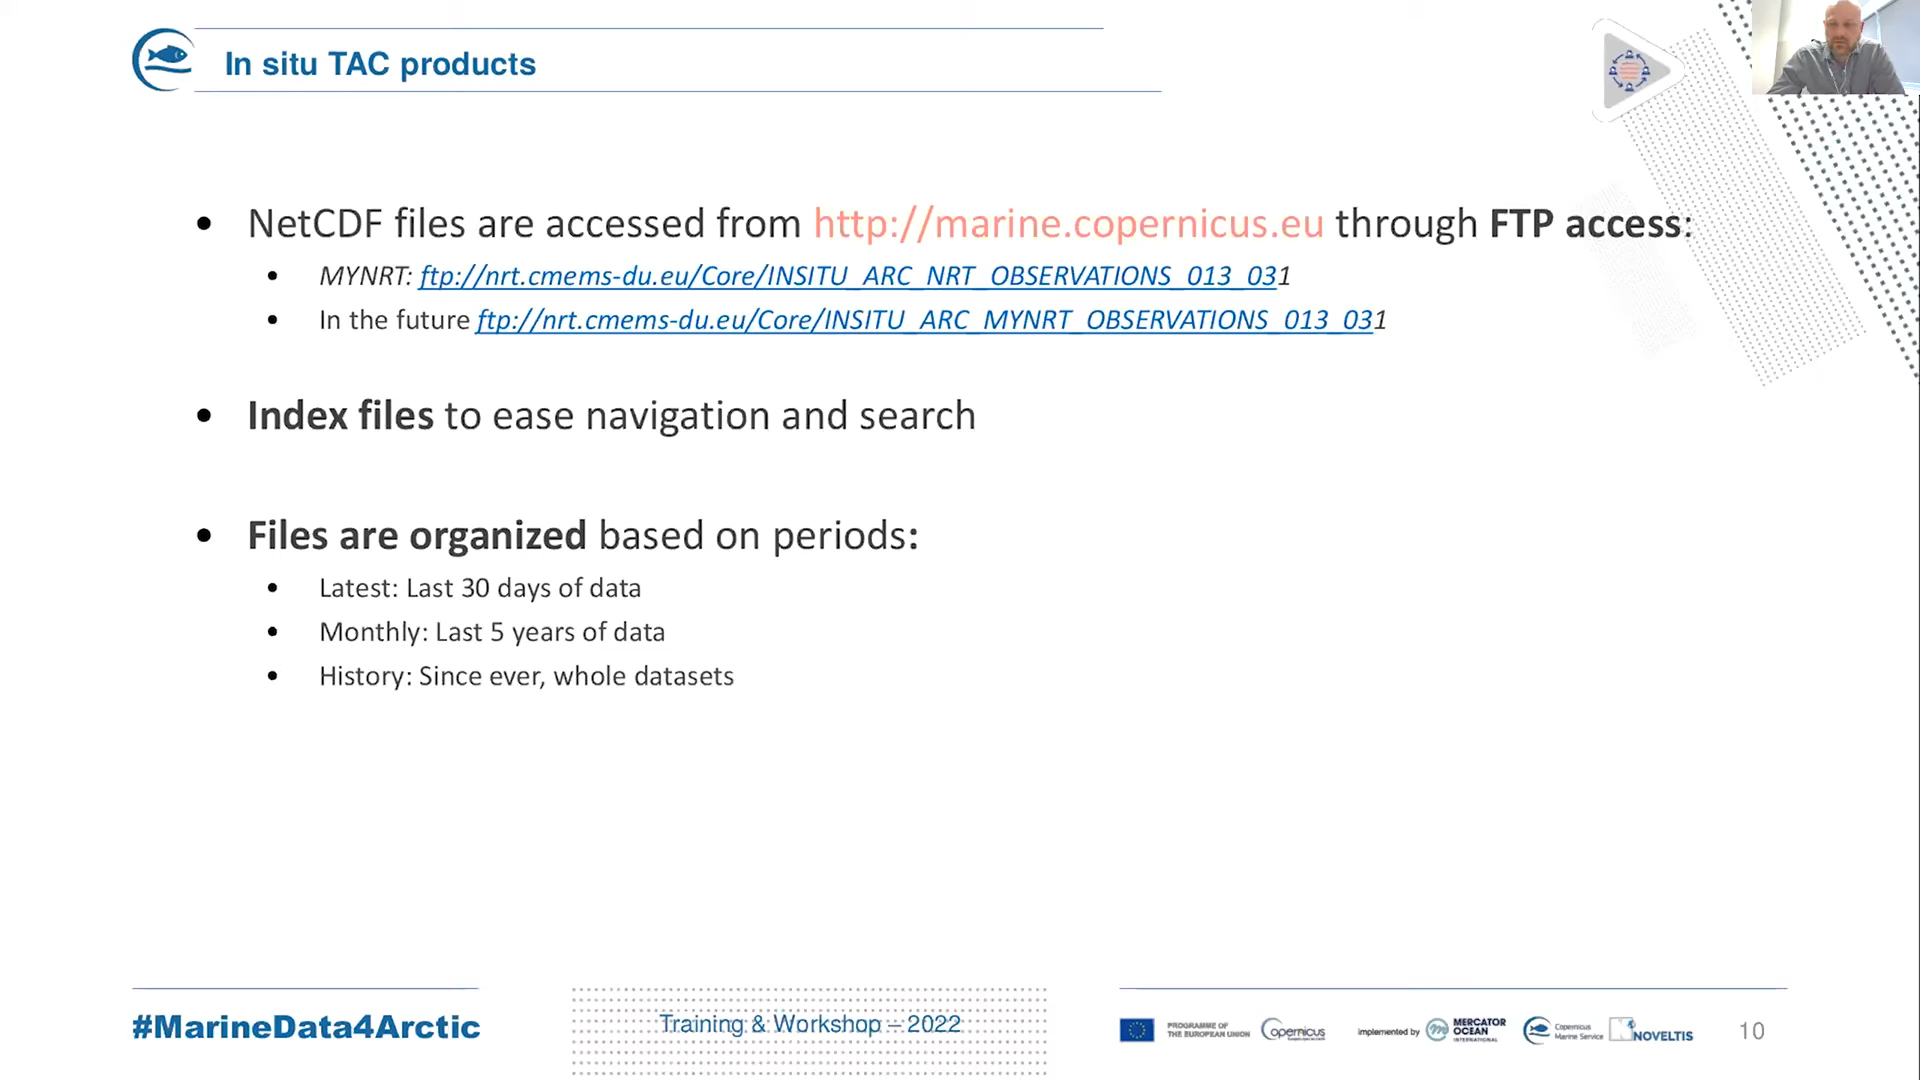 In situ TAC products
• NetCDF files are accessed from http://marine.copernicus.eu through FTP access:
• MYNRT: ftp://nrt.cmems-du.eu/Core/INSITU_ARC_NRT_OBSERVATIONS_013_031
• In the future ftp://nrt.cmems-du.eu/Core/INSITU_ARC_MYNRT_OBSERVATIONS_013_031
• Index files to ease navigation and search
• Files are organized based on periods:
• Latest: Last 30 days of data
• Monthly: Last 5 years of data
• History: Since ever, whole datasets
#MarineData4Arctic
Training & Workshop – 2022
PROGRAMME OF
THE EUROPEAN UNION
opernicus
implemented by
MERCATOR
OCEAN
INTERNATIONAL
Copernicus
Marine Service
NOVELTIS
10